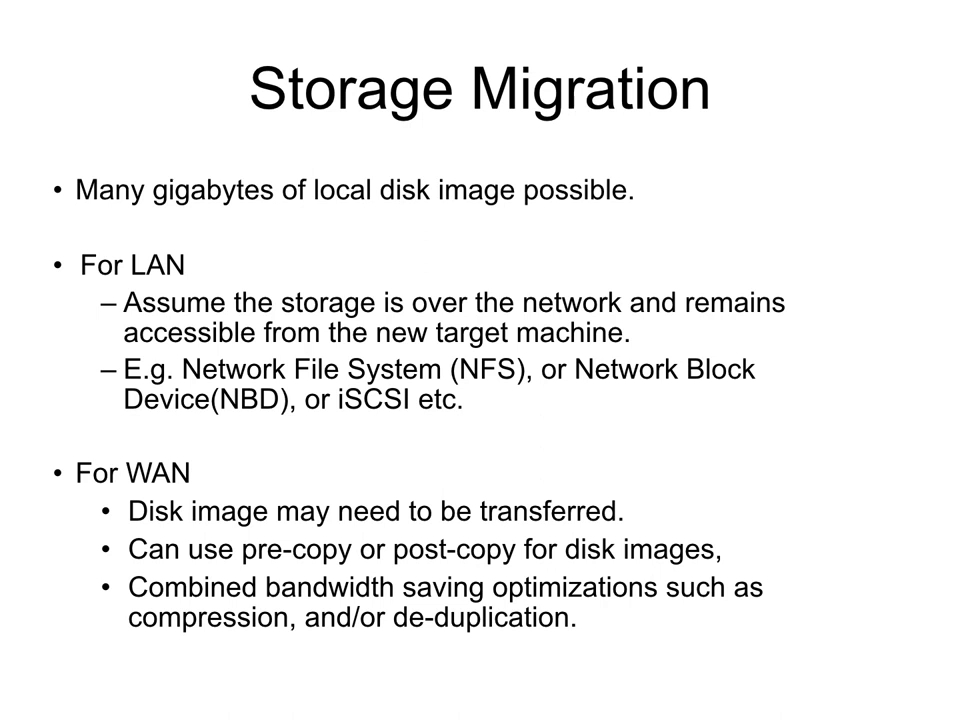 Storage Migration
• Many gigabytes of local disk image possible.
• For LAN
– Assume the storage is over the network and remains
accessible from the new target machine.
– E.g. Network File System (NFS), or Network Block
Device(NBD), or iSCSI etc.
• For WAN
• Disk image may need to be transferred.
• Can use pre-copy or post-copy for disk images,
• Combined bandwidth saving optimizations such as
compression, and/or de-duplication.